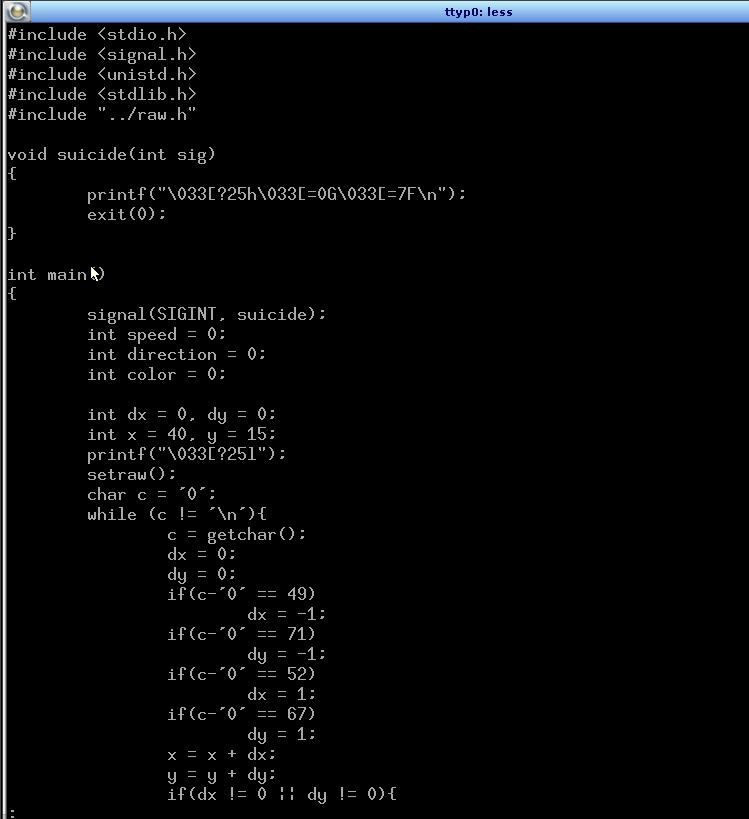 ttyp0: less
#include <stdio.h>
#include <signal.h>
#include <unistd.h>
#include <stdlib.h>
#include "../raw.h"
void suicide(int sig)
{
printf("\033[?25h\033[=0G\033[=7F\n");
exit(0);
}
int main()
{
signal(SIGINT, suicide);
int speed = 0;
int direction = 0;
int color = 0;
int dx = 0, dy = 0;
int x = 40, y = 15;
printf("\033[?25l");
setraw();
char c = '0';
while (c != '\n'){
c = getchar();
dx = 0;
dy = 0;
if(c-'0' == 49)
dx = -1;
if(c-'0' == 71)
dy = -1;
if(c-'0' == 52)
dx = 1;
if(c-'0' == 67)
dy = 1;
x = x + dx;
y = y + dy;
if(dx != 0 || dy != 0){
: